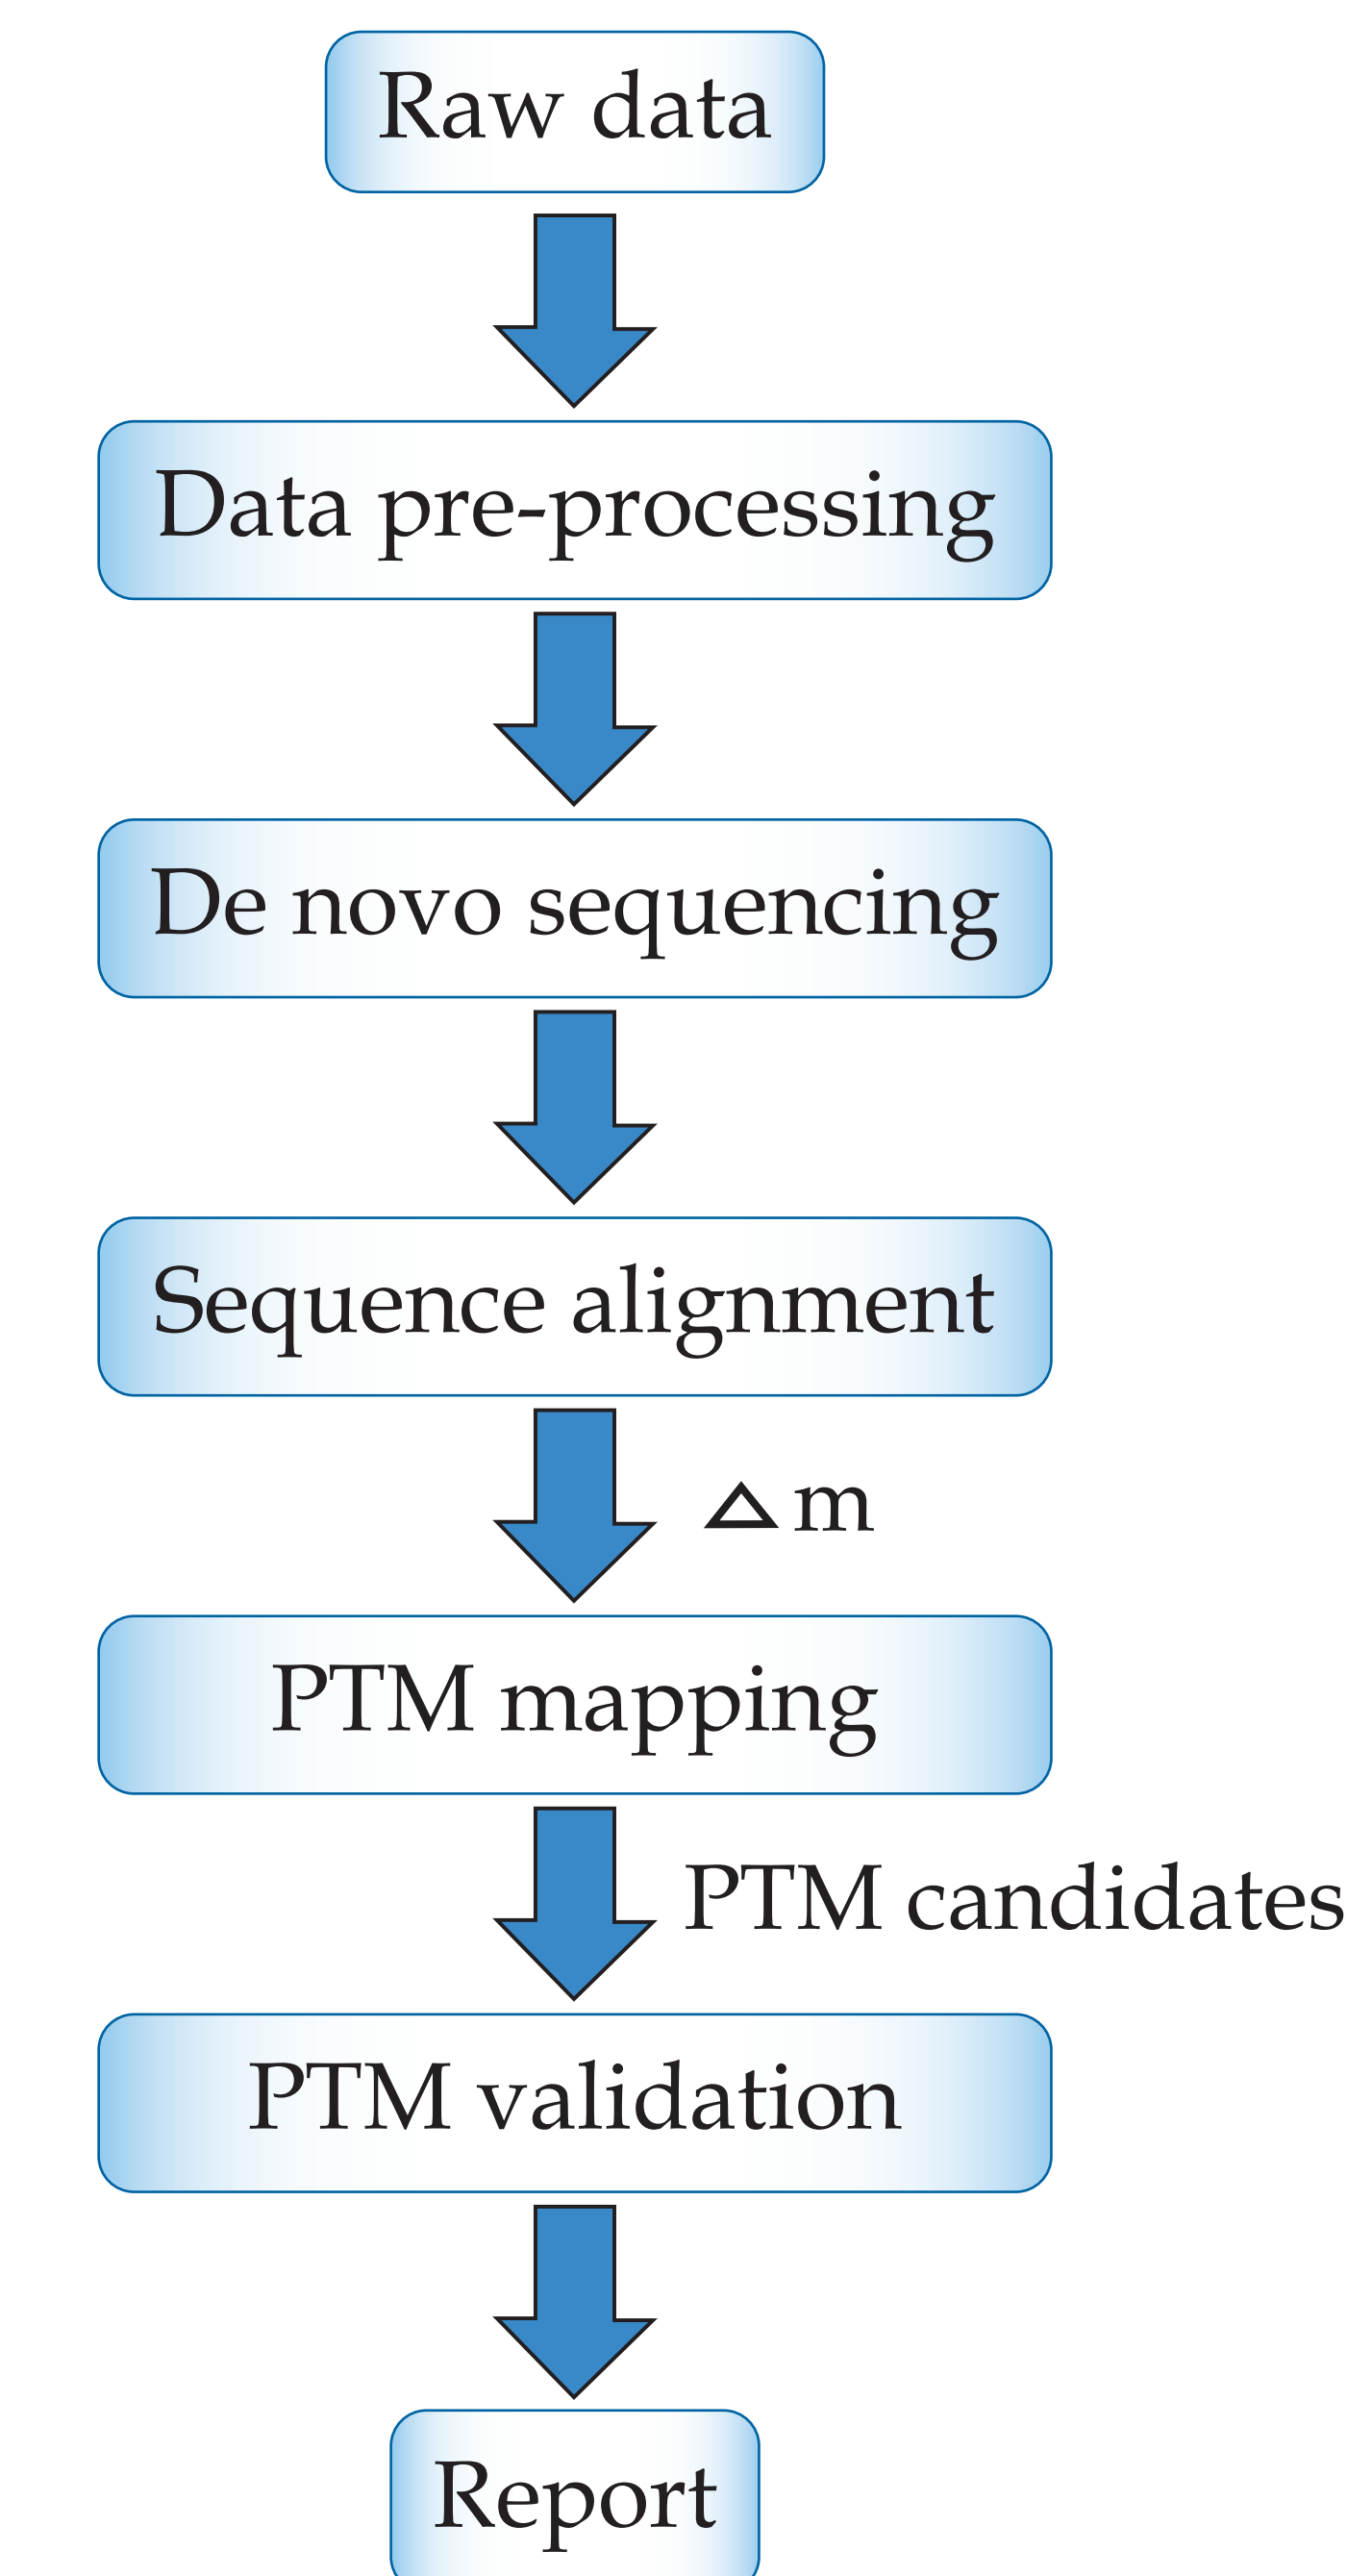 Raw data
Data pre-processing
De novo sequencing
Sequence alignment
Δ m
PTM mapping
PTM candidates
PTM validation
Report